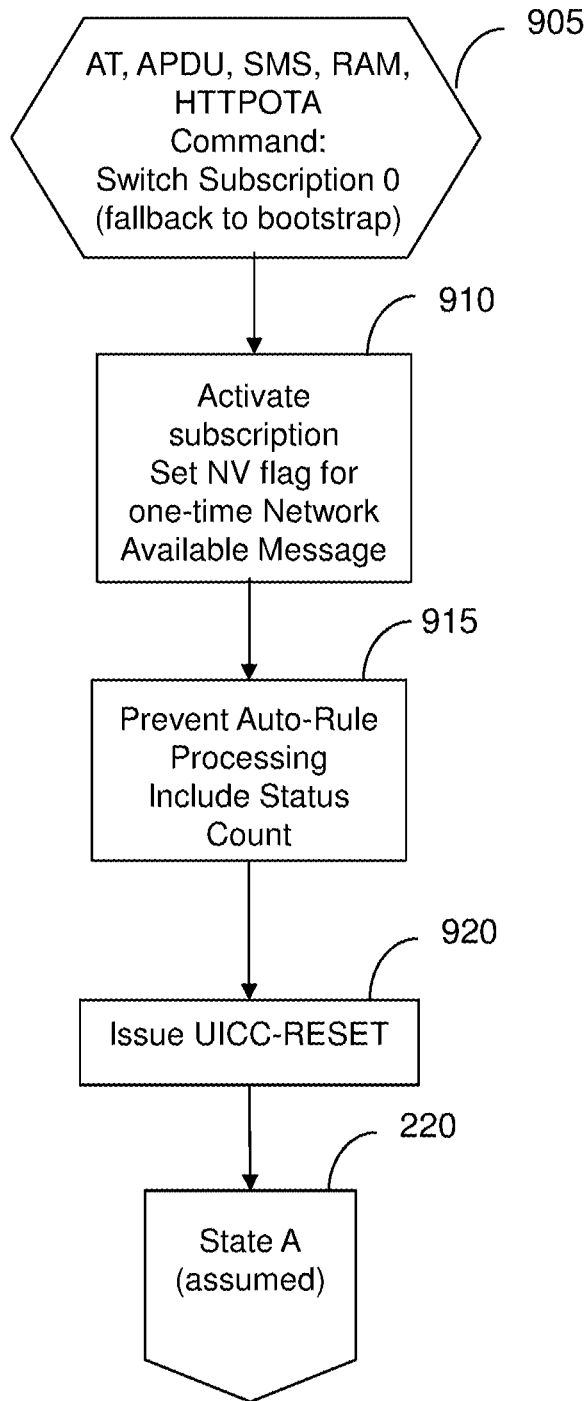 905
AT, APDU, SMS, RAM,
HTTPOTA
Command:
Switch Subscription 0
(fallback to bootstrap)
910
Activate
subscription
Set NV flag for
one-time Network
Available Message
915
Prevent Auto-Rule
Processing
Include Status
Count
920
Issue UICC-RESET
220
State A
(assumed)